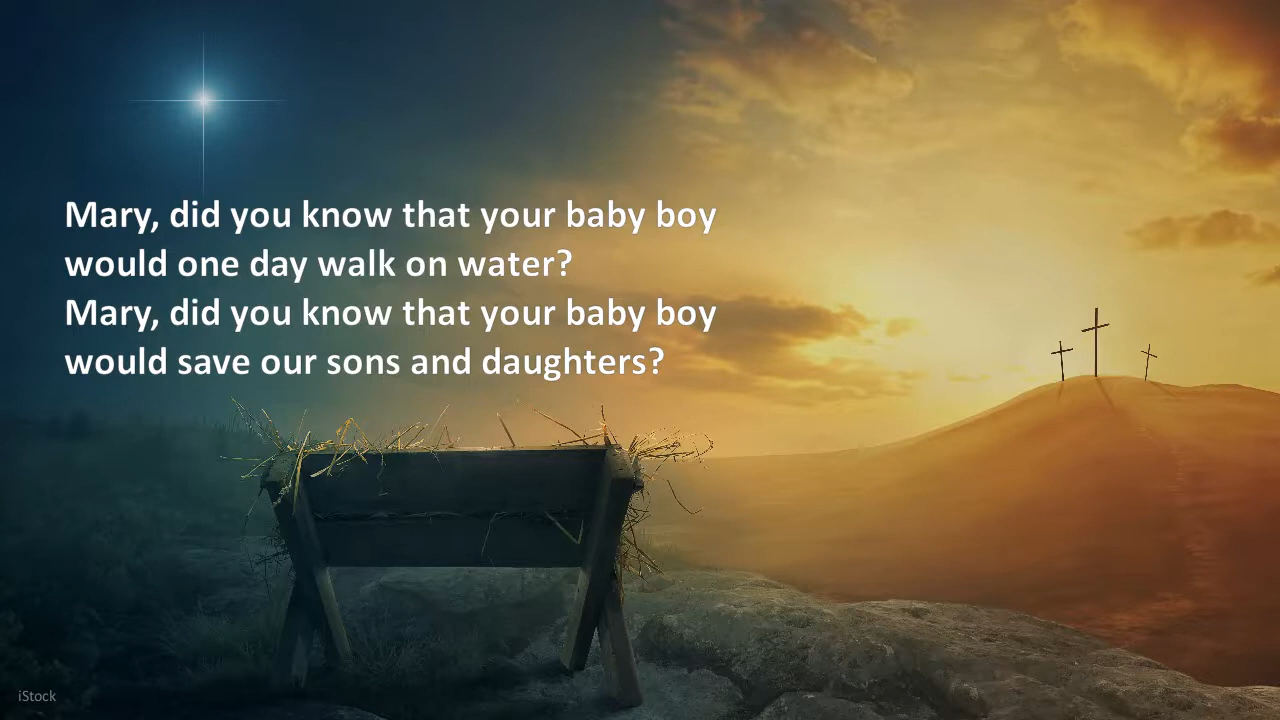 Mary, did you know that your baby boy
would one day walk on water?
Mary, did you know that your baby boy
would save our sons and daughters?
iStock